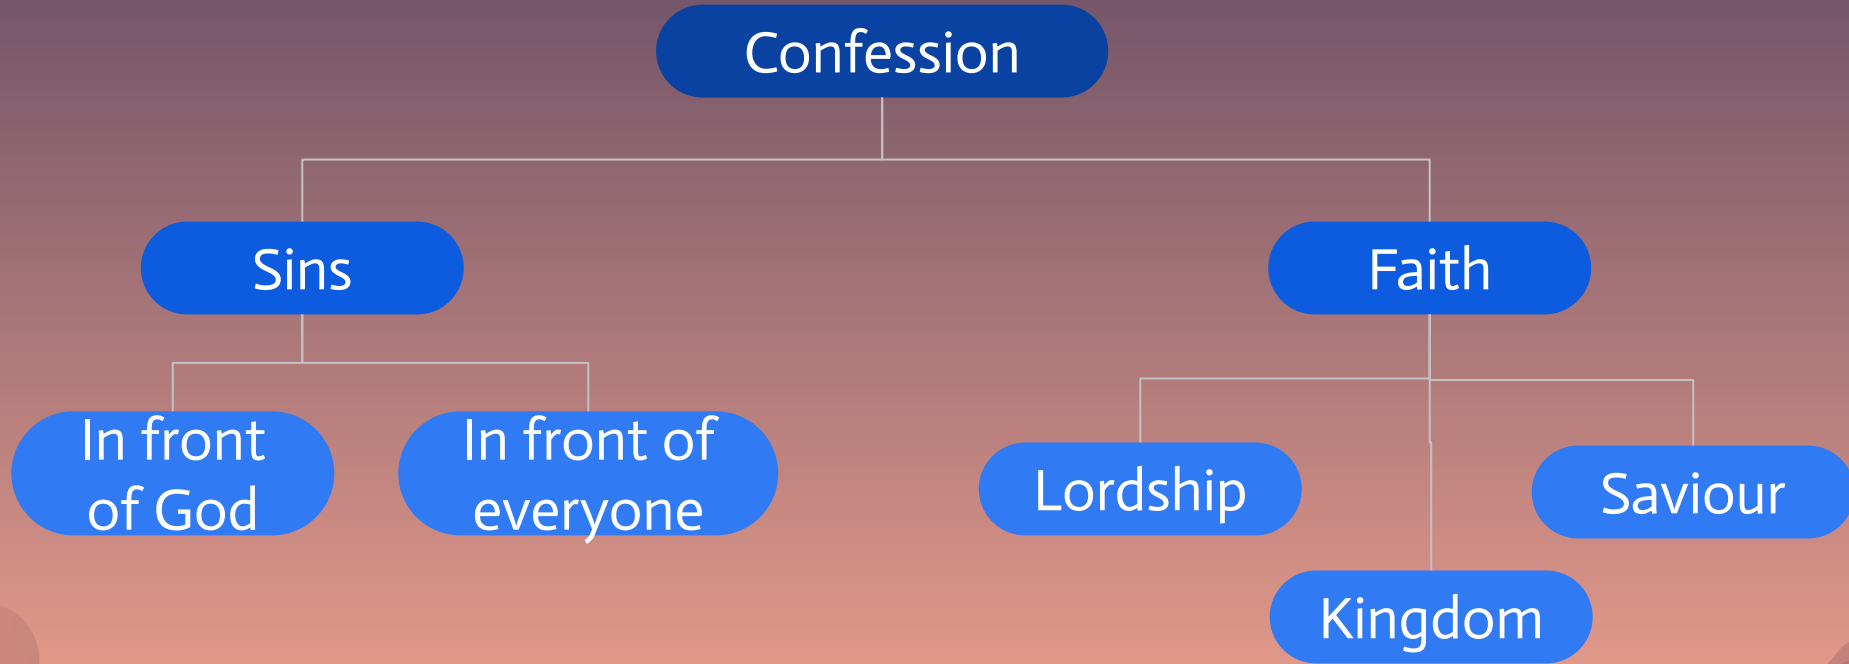 Confession
Sins
Faith
In front
of God
In front of
everyone
Lordship
Saviour
Kingdom